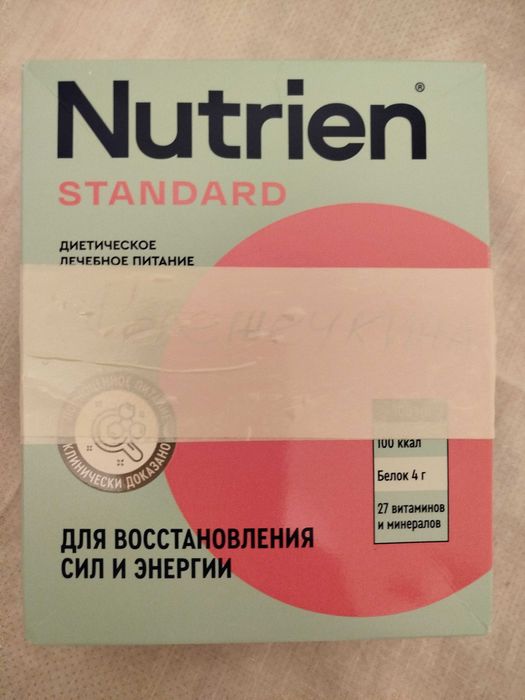 Nutrien®
STANDARD
ДИЕТИЧЕСКОЕ
ЛЕЧЕБНОЕ ПИТАНИЕ
КЛИНИЧЕСКИ ДОКАЗАНО
100 ккал
Белок 4 г
27 витаминов
и минералов
ДЛЯ ВОССТАНОВЛЕНИЯ
СИЛ И ЭНЕРГИИ